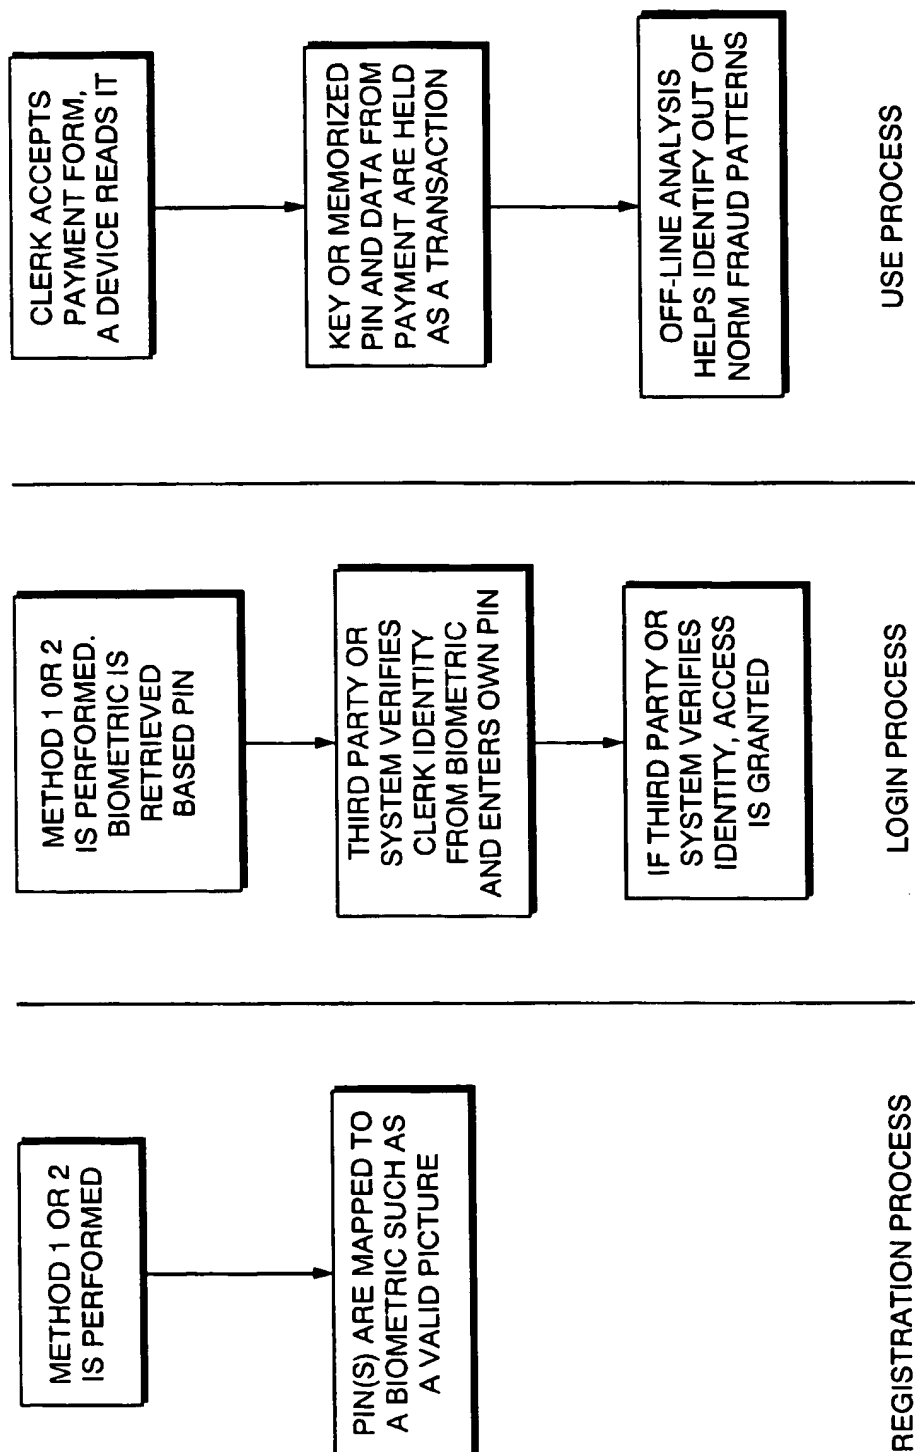 METHOD 1 OR 2
IS PERFORMED
PIN(S) ARE MAPPED TO
A BIOMETRIC SUCH AS
A VALID PICTURE
REGISTRATION PROCESS
METHOD 1 OR 2
IS PERFORMED.
BIOMETRIC IS
RETRIEVED
BASED PIN
THIRD PARTY OR
SYSTEM VERIFIES
CLERK IDENTITY
FROM BIOMETRIC
AND ENTERS OWN PIN
IF THIRD PARTY OR
SYSTEM VERIFIES
IDENTITY, ACCESS
IS GRANTED
LOGIN PROCESS
CLERK ACCEPTS
PAYMENT FORM,
A DEVICE READS IT
KEY OR MEMORIZED
PIN AND DATA FROM
PAYMENT ARE HELD
AS A TRANSACTION
OFF-LINE ANALYSIS
HELPS IDENTIFY OUT OF
NORM FRAUD PATTERNS
USE PROCESS